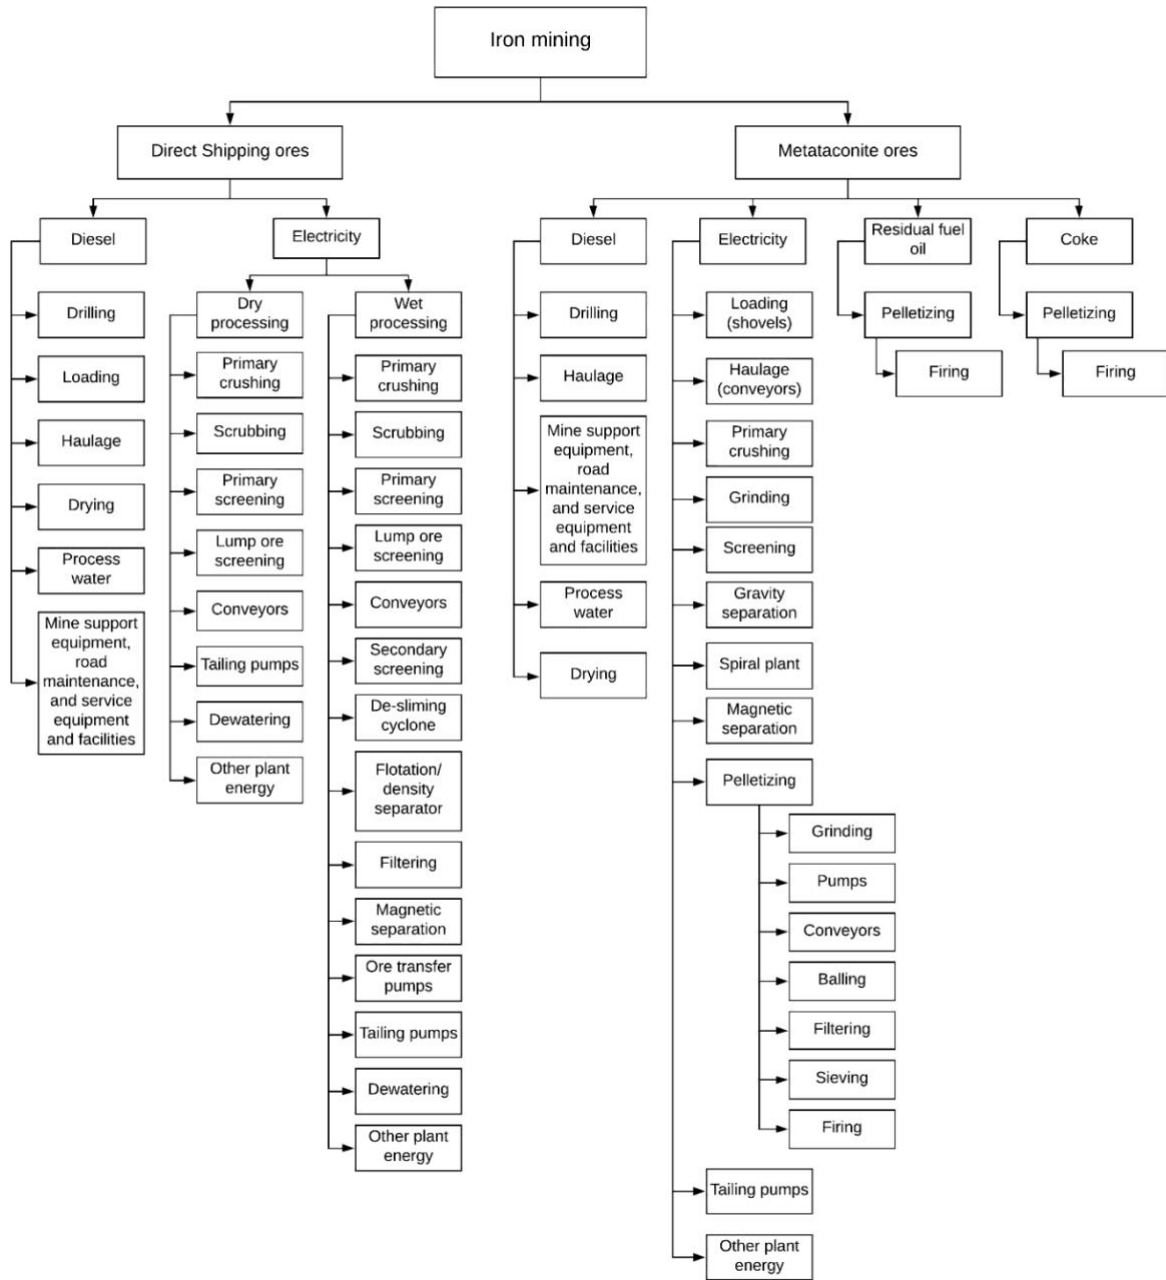 Iron mining
Direct Shipping ores
Metataconite ores
Diesel
Electricity
Diesel
Electricity
Residual fuel
oil
Coke
Drilling
Loading
Haulage
Drying
Process
water
Mine support
equipment,
road
maintenance,
and service
equipment
and facilities
Dry
processing
Primary
crushing
Scrubbing
Primary
screening
Lump ore
screening
Conveyors
Tailing pumps
Dewatering
Other plant
energy
Wet
processing
Primary
crushing
Scrubbing
Primary
screening
Lump ore
screening
Conveyors
Secondary
screening
De-sliming
cyclone
Flotation/
density
separator
Filtering
Magnetic
separation
Ore transfer
pumps
Tailing pumps
Dewatering
Other plant
energy
Drilling
Haulage
Mine support
equipment,
road
maintenance,
and service
equipment
and facilities
Process
water
Drying
Loading
(shovels)
Haulage
(conveyors)
Primary
crushing
Grinding
Screening
Gravity
separation
Spiral plant
Magnetic
separation
Pelletizing
Grinding
Pumps
Conveyors
Balling
Filtering
Sieving
Firing
Tailing pumps
Other plant
energy
Pelletizing
Firing
Pelletizing
Firing